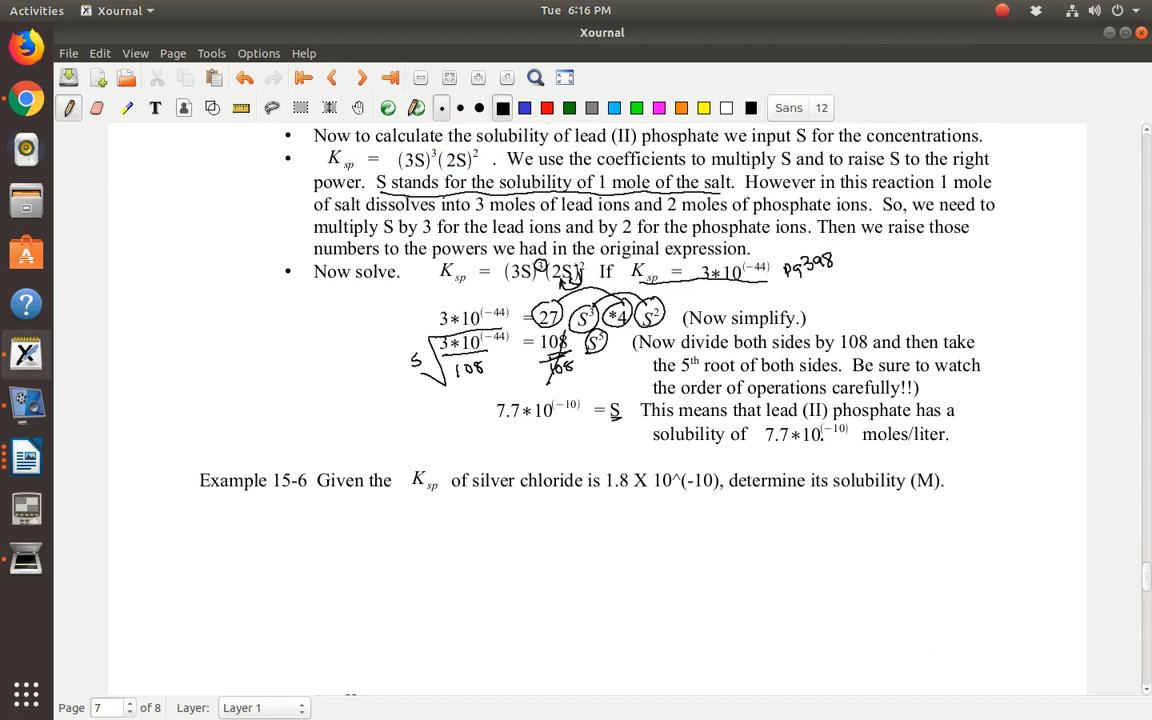 Activities Xournal Tue 6:16 PM
Xournal
File Edit View Page Tools Options Help
Sans 12
• Now to calculate the solubility of lead (II) phosphate we input S for the concentrations.
• K sp = (3S)^3 (2S)^2 . We use the coefficients to multiply S and to raise S to the right
power. S stands for the solubility of 1 mole of the salt. However in this reaction 1 mole
of salt dissolves into 3 moles of lead ions and 2 moles of phosphate ions. So, we need to
multiply S by 3 for the lead ions and by 2 for the phosphate ions. Then we raise those
numbers to the powers we had in the original expression.
• Now solve. K sp = (3S)^3 (2S)^2 If K sp = 3∗10^(−44) pg 398
3∗10^(−44) = 27 S^3 ∗4 S^2 (Now simplify.)
5 √ 3∗10^(−44) = 108 S^5 (Now divide both sides by 108 and then take
108 108 the 5th root of both sides. Be sure to watch
the order of operations carefully!!)
7.7∗10^(−10) = S This means that lead (II) phosphate has a
solubility of 7.7∗10^(−10) moles/liter.
Example 15-6 Given the K sp of silver chloride is 1.8 X 10^(-10), determine its solubility (M).
Page 7 of 8 Layer: Layer 1